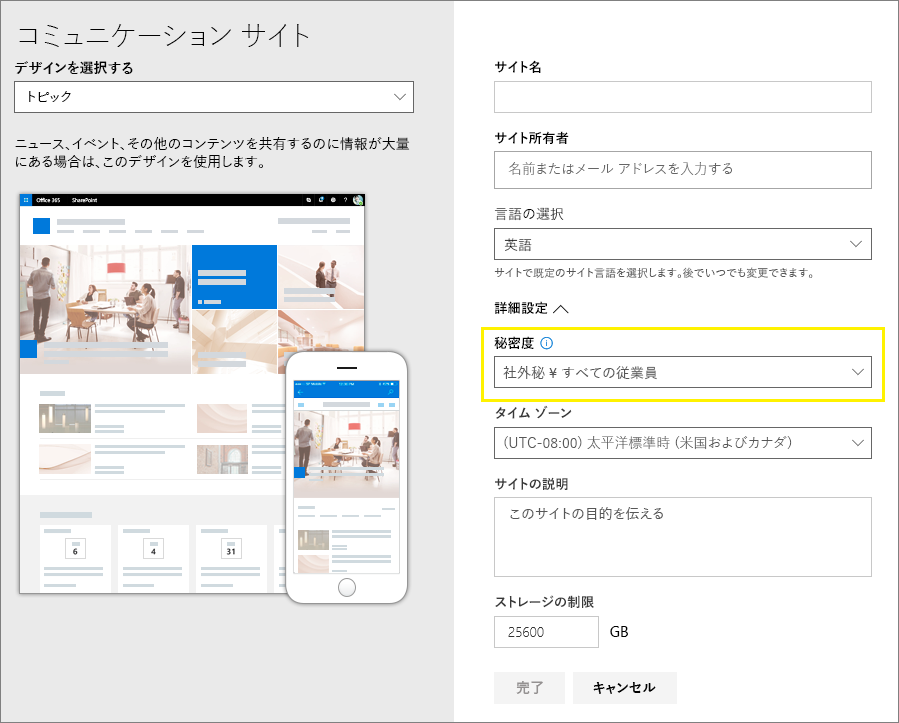 コミュニケーション サイト
デザインを選択する
トピック
ニュース、イベント、その他のコンテンツを共有するのに情報が大量
にある場合は、このデザインを使用します。
Office 365
SharePoint
6
4
31
サイト名
サイト所有者
名前またはメール アドレスを入力する
言語の選択
英語
サイトで既定のサイト言語を選択します。後でいつでも変更できます。
詳細設定
秘密度
社外秘 ¥ すべての従業員
タイム ゾーン
(UTC-08:00) 太平洋標準時 (米国およびカナダ)
サイトの説明
このサイトの目的を伝える
ストレージの制限
25600
GB
完了
キャンセル